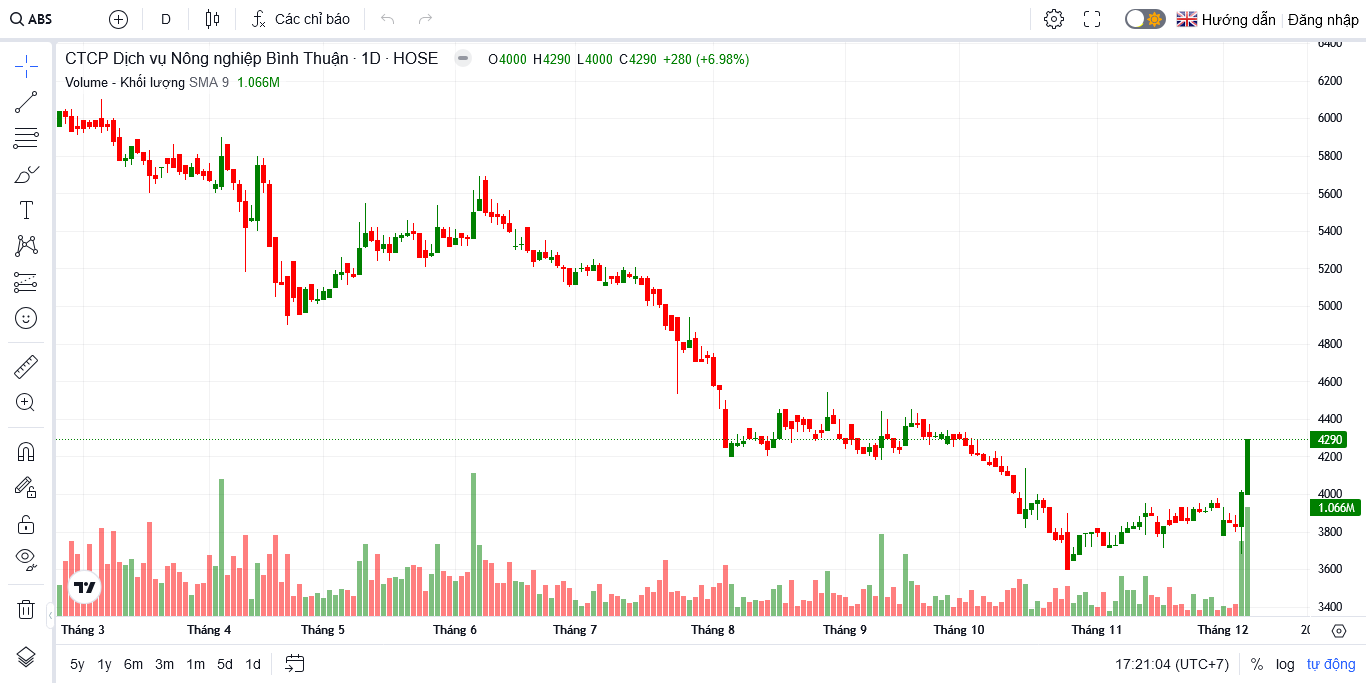 ABS D Các chỉ báo Hướng dẫn Đăng nhập
CTCP Dịch vụ Nông nghiệp Bình Thuận · 1D · HOSE O4000 H4290 L4000 C4290 +280 (+6.98%)
Volume - Khối lượng SMA 9 1.066M
6400
6200
6000
5800
5600
5400
5200
5000
4800
4600
4400
4290
4200
4000
1.066M
3800
3600
3400
Tháng 3 Tháng 4 Tháng 5 Tháng 6 Tháng 7 Tháng 8 Tháng 9 Tháng 10 Tháng 11 Tháng 12
5y 1y 6m 3m 1m 5d 1d 17:21:04 (UTC+7) % log tự động